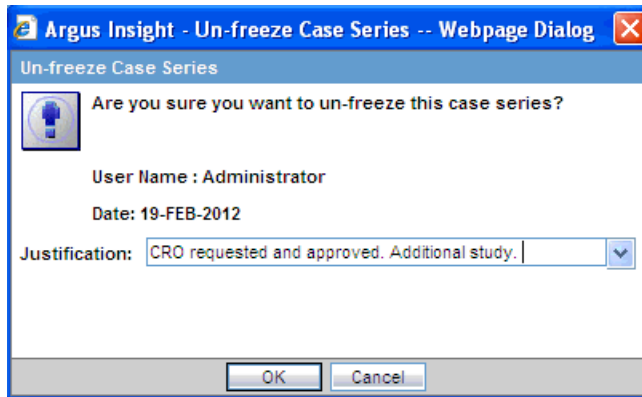 Argus Insight - Un-freeze Case Series -- Webpage Dialog
Un-freeze Case Series
Are you sure you want to un-freeze this case series?
User Name : Administrator
Date: 19-FEB-2012
Justification: CRO requested and approved. Additional study.
OK Cancel